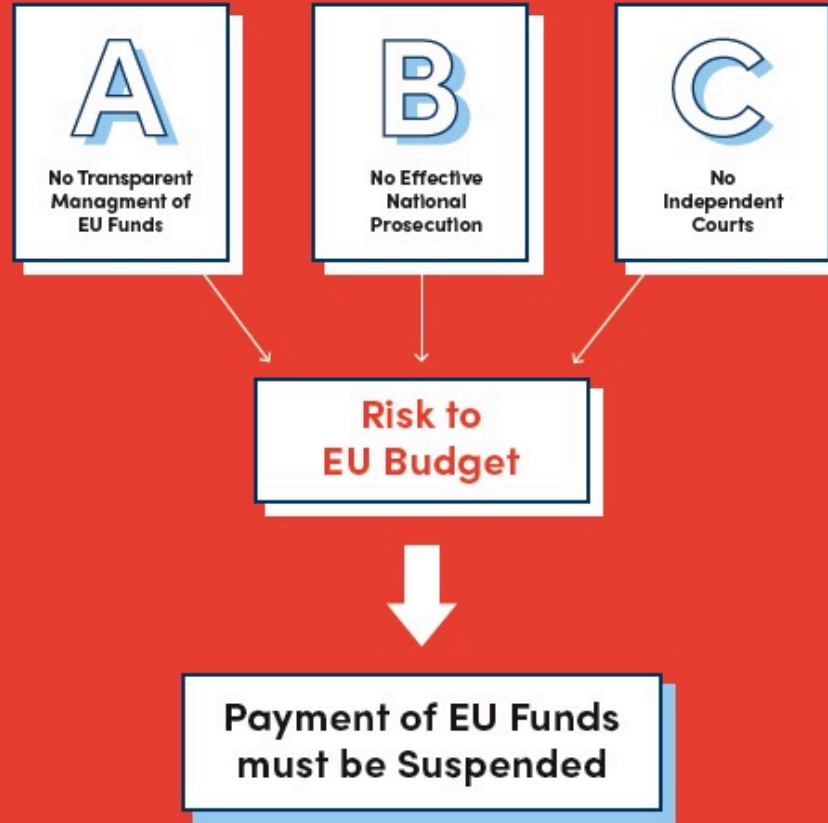 A
No Transparent
Managment of
EU Funds
B
No Effective
National
Prosecution
C
No
Independent
Courts
Risk to
EU Budget
Payment of EU Funds
must be Suspended